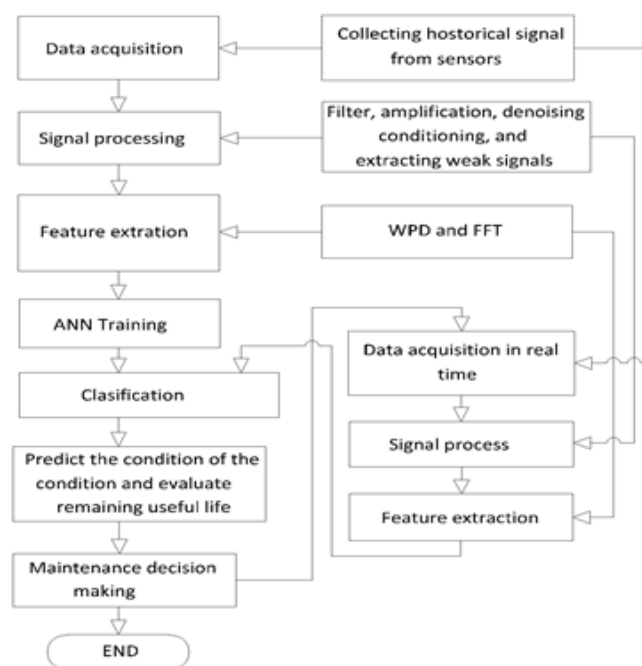 Data acquisition
Collecting hostorical signal
from sensors
Signal processing
Filter, amplification, denoising
conditioning, and
extracting weak signals
Feature extration
WPD and FFT
ANN Training
Data acquisition in real
time
Clasification
Signal process
Predict the condition of the
condition and evaluate
remaining useful life
Feature extraction
Maintenance decision
making
END